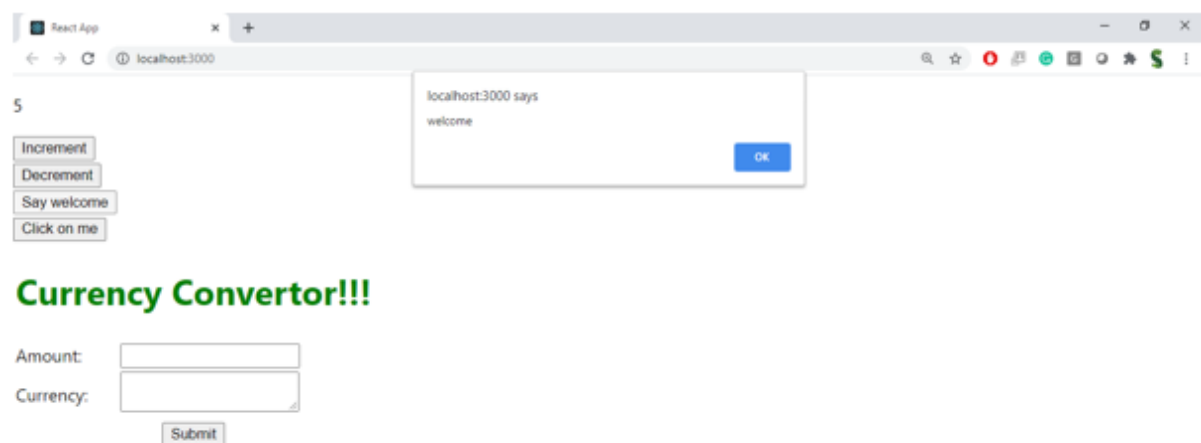 React App
localhost:3000
localhost:3000 says
welcome
OK
5
Increment
Decrement
Say welcome
Click on me
Currency Convertor!!!
Amount:
Currency:
Submit